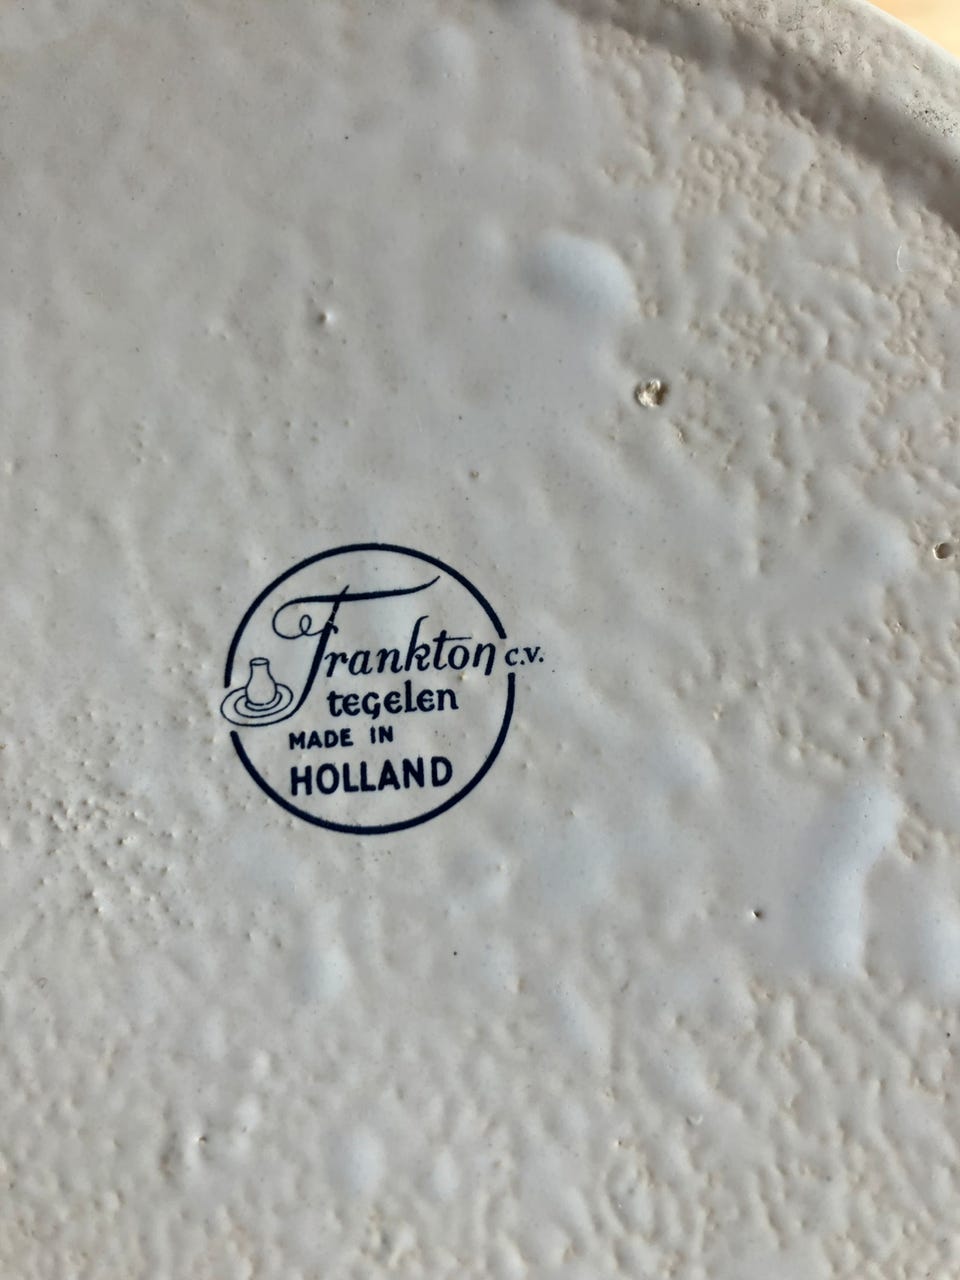 Frankton c.v.
tegelen
MADE IN
HOLLAND